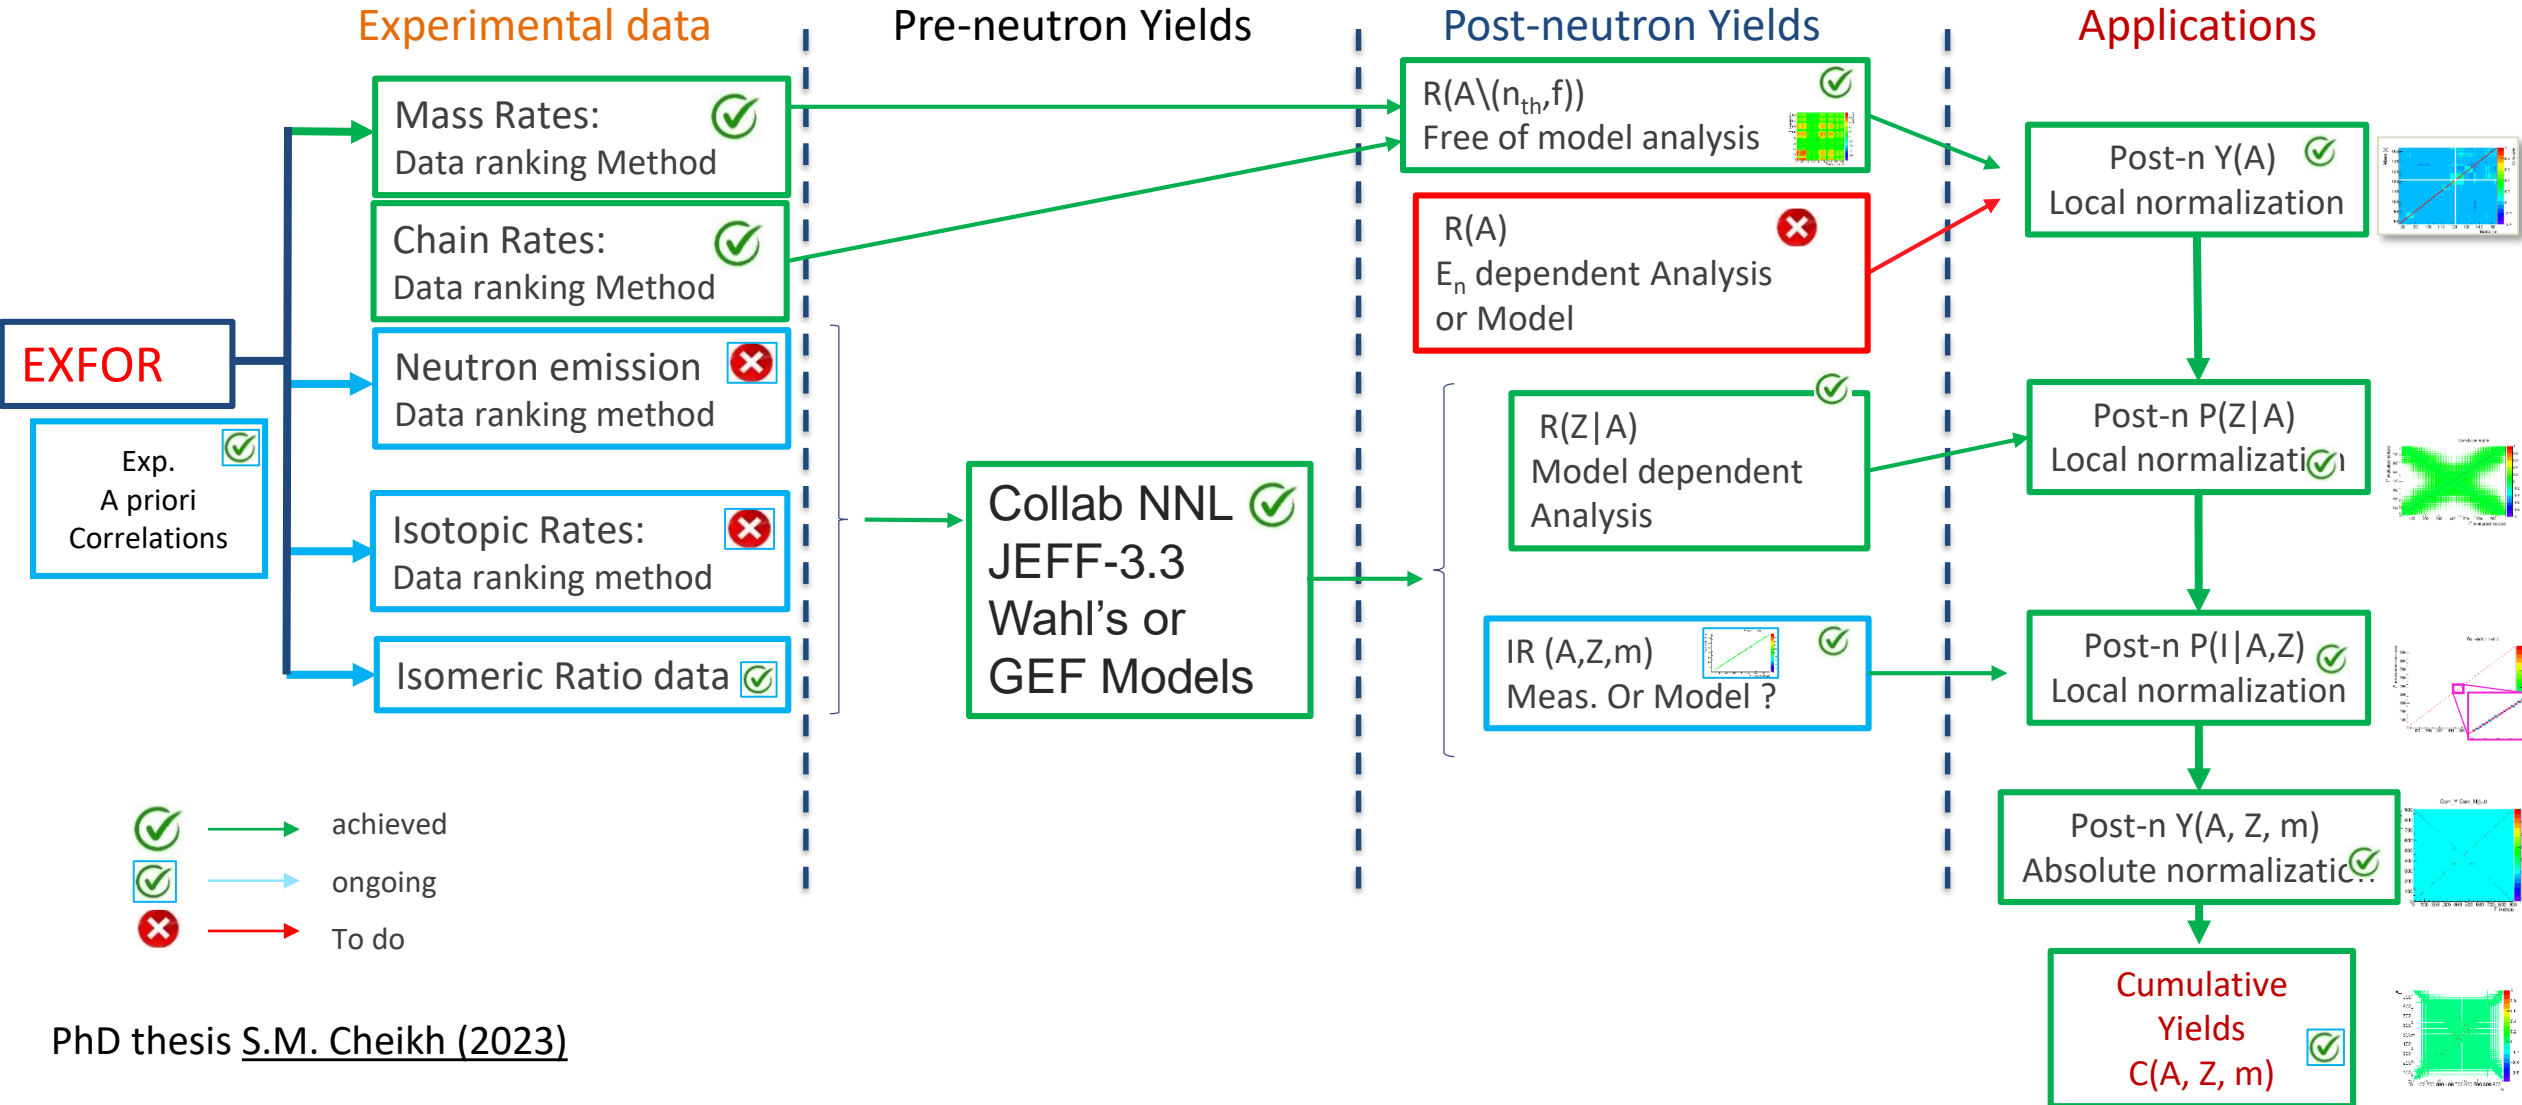 Experimental data
Pre-neutron Yields
Post-neutron Yields
Applications
Mass Rates:
Data ranking Method
Chain Rates:
Data ranking Method
EXFOR
Exp.
A priori
Correlations
Neutron emission
Data ranking method
Isotopic Rates:
Data ranking method
Isomeric Ratio data
Collab NNL
JEFF-3.3
Wahl's or
GEF Models
R(A\(nth,f))
Free of model analysis
R(A)
En dependent Analysis
or Model
R(Z|A)
Model dependent
Analysis
IR (A,Z,m)
Meas. Or Model ?
Post-n Y(A)
Local normalization
Post-n P(Z|A)
Local normalization
Post-n P(I|A,Z)
Local normalization
Post-n Y(A, Z, m)
Absolute normalization
Cumulative
Yields
C(A, Z, m)
achieved
ongoing
To do
PhD thesis S.M. Cheikh (2023)